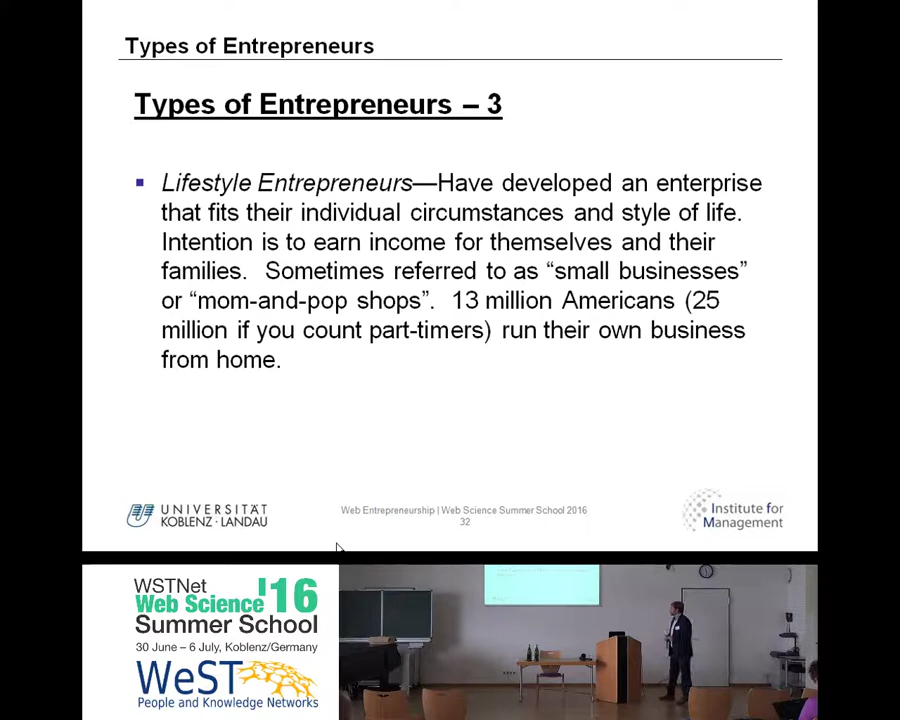 Types of Entrepreneurs
Types of Entrepreneurs – 3
Lifestyle Entrepreneurs—Have developed an enterprise
that fits their individual circumstances and style of life.
Intention is to earn income for themselves and their
families. Sometimes referred to as “small businesses”
or “mom-and-pop shops”. 13 million Americans (25
million if you count part-timers) run their own business
from home.
UNIVERSITÄT
KOBLENZ · LANDAU
Web Entrepreneurship | Web Science Summer School 2016
32
Institute for
Management
WSTNet
Web Science '16
Summer School
30 June – 6 July, Koblenz/Germany
WeST
People and Knowledge Networks